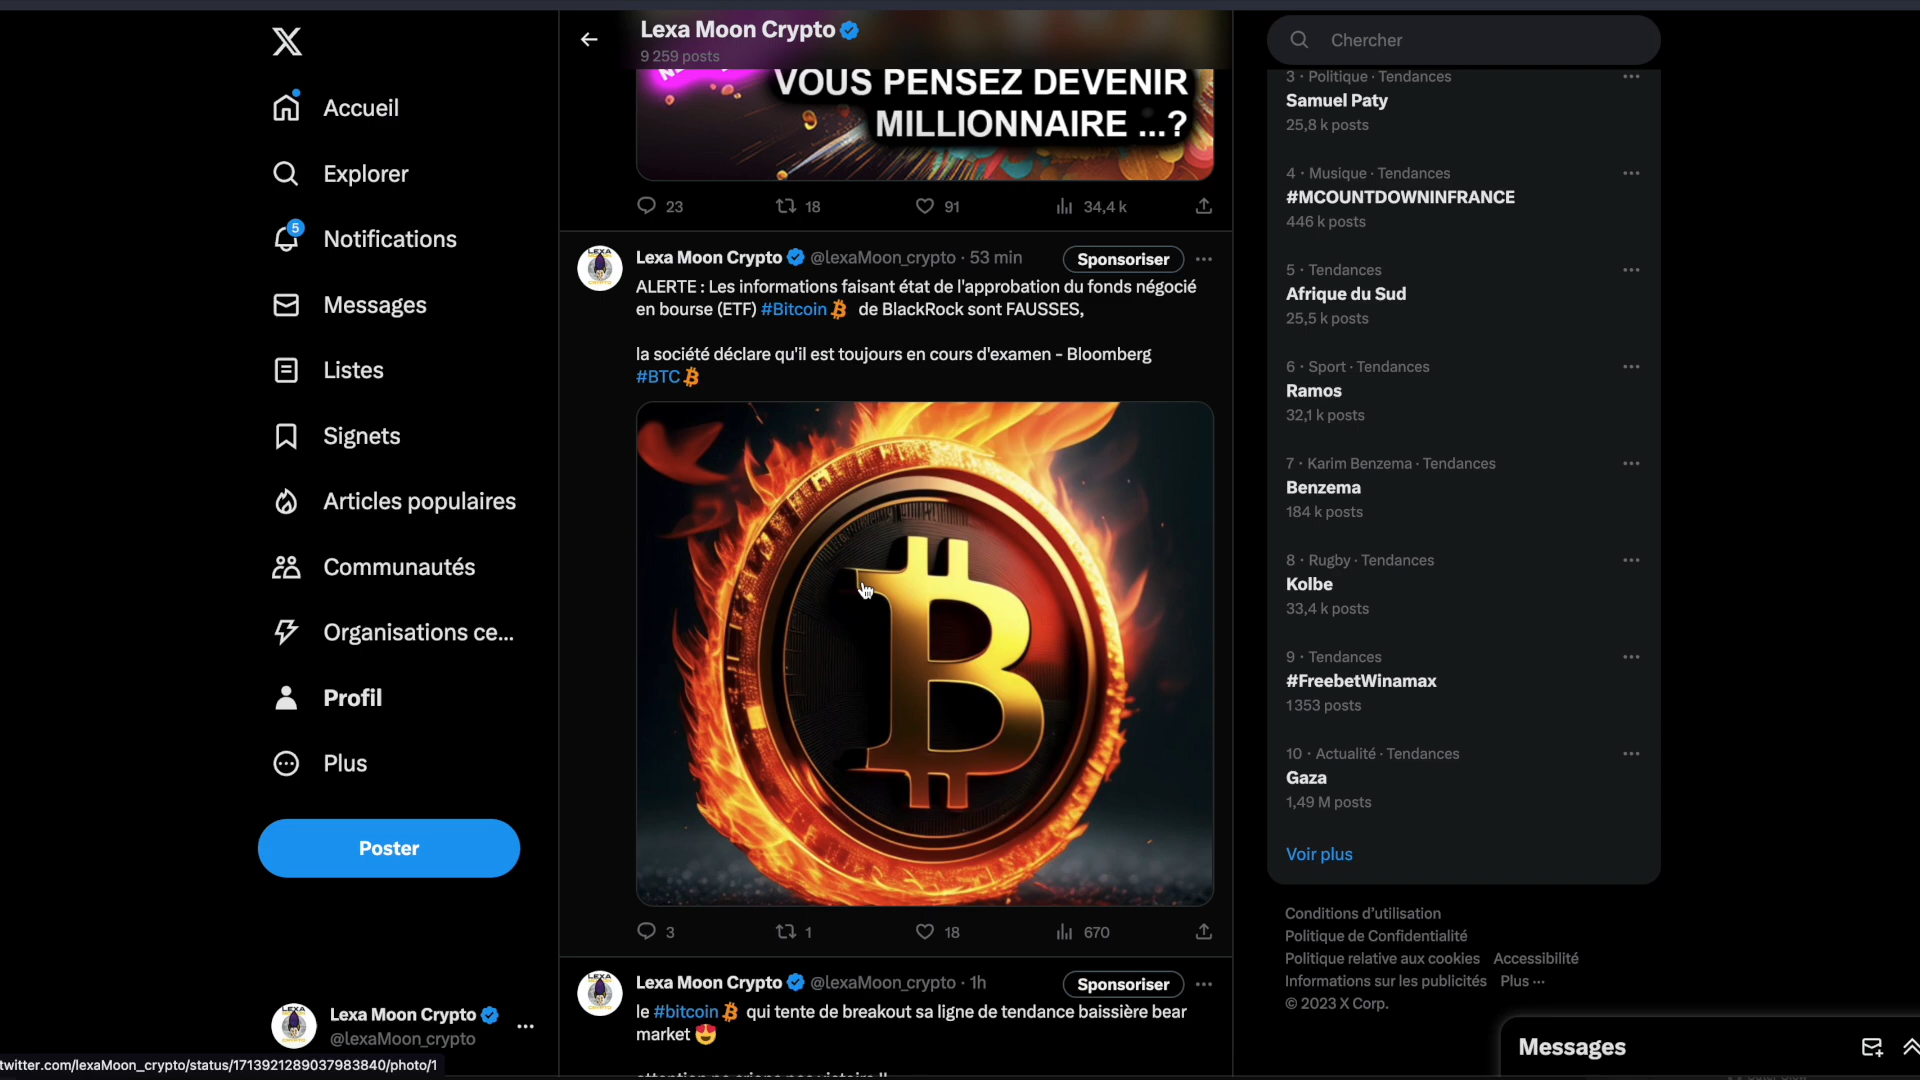 Accueil
Explorer
5
Notifications
Messages
Listes
Signets
Articles populaires
Communautés
Organisations ce...
Profil
Plus
Poster
Lexa Moon Crypto
@lexaMoon_crypto
twitter.com/lexaMoon_crypto/status/1713921289037983840/photo/1
Lexa Moon Crypto
9 259 posts
VOUS PENSEZ DEVENIR
MILLIONNAIRE ...?
23 18 91 34,4 k
Lexa Moon Crypto @lexaMoon_crypto · 53 min Sponsoriser
ALERTE : Les informations faisant état de l'approbation du fonds négocié
en bourse (ETF) #Bitcoin de BlackRock sont FAUSSES,
la société déclare qu'il est toujours en cours d'examen - Bloomberg
#BTC
3 1 18 670
Lexa Moon Crypto @lexaMoon_crypto · 1h Sponsoriser
le #bitcoin qui tente de breakout sa ligne de tendance baissière bear
market
Chercher
3 · Politique · Tendances
Samuel Paty
25,8 k posts
4 · Musique · Tendances
#MCOUNTDOWNINFRANCE
446 k posts
5 · Tendances
Afrique du Sud
25,5 k posts
6 · Sport · Tendances
Ramos
32,1 k posts
7 · Karim Benzema · Tendances
Benzema
184 k posts
8 · Rugby · Tendances
Kolbe
33,4 k posts
9 · Tendances
#FreebetWinamax
1 353 posts
10 · Actualité · Tendances
Gaza
1,49 M posts
Voir plus
Conditions d'utilisation
Politique de Confidentialité
Politique relative aux cookies Accessibilité
Informations sur les publicités Plus ···
© 2023 X Corp.
Messages